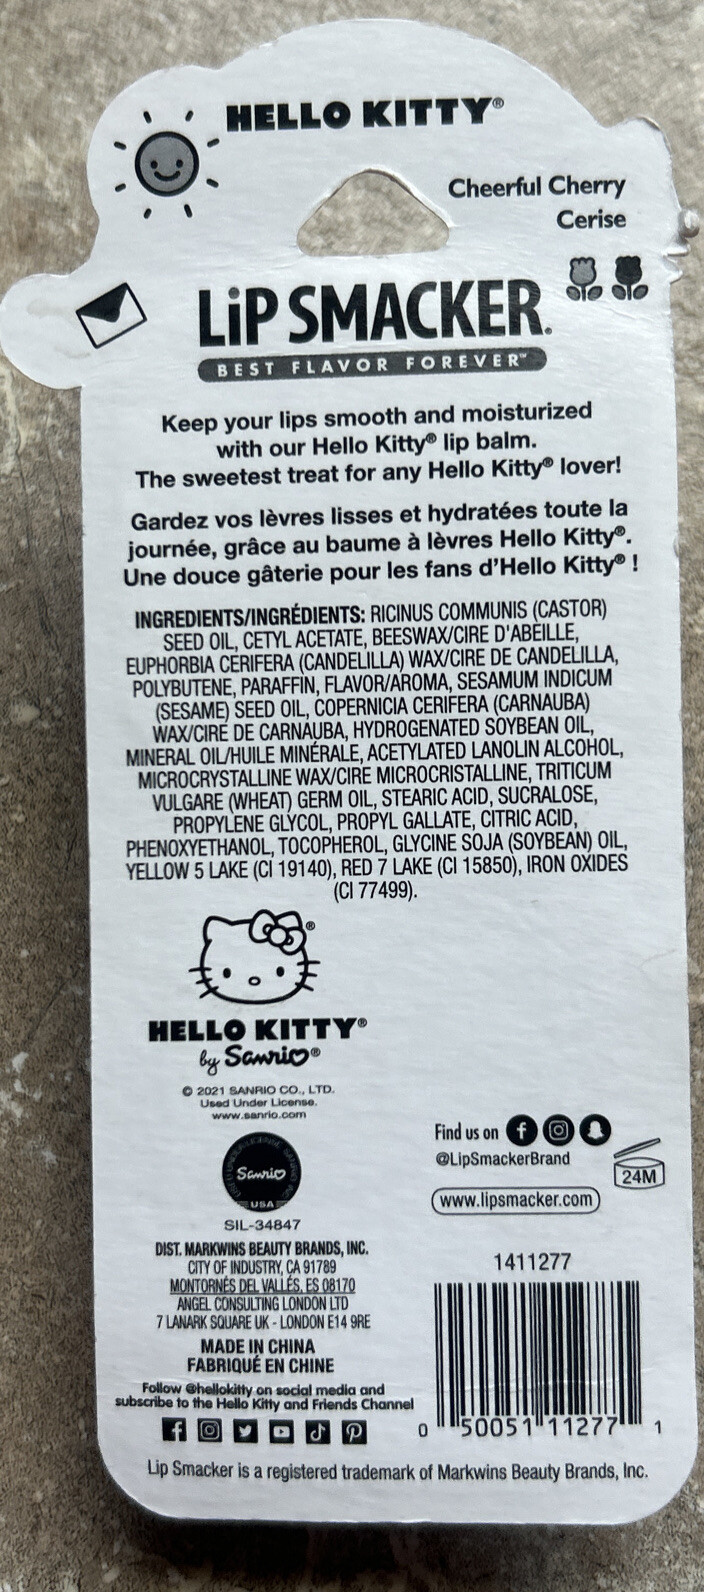 HELLO KITTY®
Cheerful Cherry
Cerise
LiP SMACKER®
BEST FLAVOR FOREVER™
Keep your lips smooth and moisturized
with our Hello Kitty® lip balm.
The sweetest treat for any Hello Kitty® lover!
Gardez vos lèvres lisses et hydratées toute la
journée, grâce au baume à lèvres Hello Kitty®.
Une douce gâterie pour les fans d'Hello Kitty® !
INGREDIENTS/INGRÉDIENTS: RICINUS COMMUNIS (CASTOR)
SEED OIL, CETYL ACETATE, BEESWAX/CIRE D'ABEILLE,
EUPHORBIA CERIFERA (CANDELILLA) WAX/CIRE DE CANDELILLA,
POLYBUTENE, PARAFFIN, FLAVOR/AROMA, SESAMUM INDICUM
(SESAME) SEED OIL, COPERNICIA CERIFERA (CARNAUBA)
WAX/CIRE DE CARNAUBA, HYDROGENATED SOYBEAN OIL,
MINERAL OIL/HUILE MINÉRALE, ACETYLATED LANOLIN ALCOHOL,
MICROCRYSTALLINE WAX/CIRE MICROCRISTALLINE, TRITICUM
VULGARE (WHEAT) GERM OIL, STEARIC ACID, SUCRALOSE,
PROPYLENE GLYCOL, PROPYL GALLATE, CITRIC ACID,
PHENOXYETHANOL, TOCOPHEROL, GLYCINE SOJA (SOYBEAN) OIL,
YELLOW 5 LAKE (CI 19140), RED 7 LAKE (CI 15850), IRON OXIDES
(CI 77499).
®
HELLO KITTY®
by Sanrio®
© 2021 SANRIO CO., LTD.
Used Under License.
www.sanrio.com
Sanrio
USA
SIL-34847
DIST. MARKWINS BEAUTY BRANDS, INC.
CITY OF INDUSTRY, CA 91789
MONTORNÉS DEL VALLÉS, ES 08170
ANGEL CONSULTING LONDON LTD
7 LANARK SQUARE UK - LONDON E14 9RE
MADE IN CHINA
FABRIQUÉ EN CHINE
Follow @hellokitty on social media and
subscribe to the Hello Kitty and Friends Channel
Find us on
@LipSmackerBrand
24M
www.lipsmacker.com
1411277
0 50051 11277 1
Lip Smacker is a registered trademark of Markwins Beauty Brands, Inc.